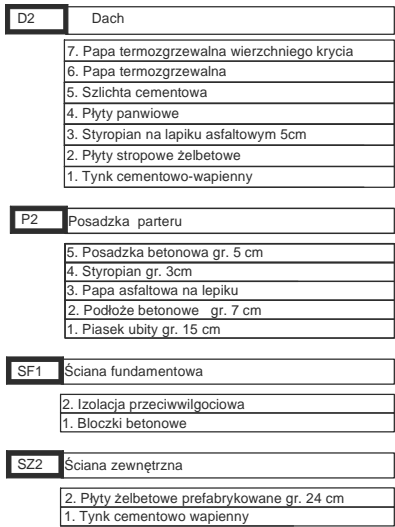 D2 Dach
7. Papa termozgrzewalna wierzchniego krycia
6. Papa termozgrzewalna
5. Szlichta cementowa
4. Płyty panwiowe
3. Styropian na lapiku asfaltowym 5cm
2. Płyty stropowe żelbetowe
1. Tynk cementowo-wapienny
P2 Posadzka parteru
5. Posadzka betonowa gr. 5 cm
4. Styropian gr. 3cm
3. Papa asfaltowa na lepiku
2. Podłoże betonowe gr. 7 cm
1. Piasek ubity gr. 15 cm
SF1 Ściana fundamentowa
2. Izolacja przeciwwilgociowa
1. Bloczki betonowe
SZ2 Ściana zewnętrzna
2. Płyty żelbetowe prefabrykowane gr. 24 cm
1. Tynk cementowo wapienny